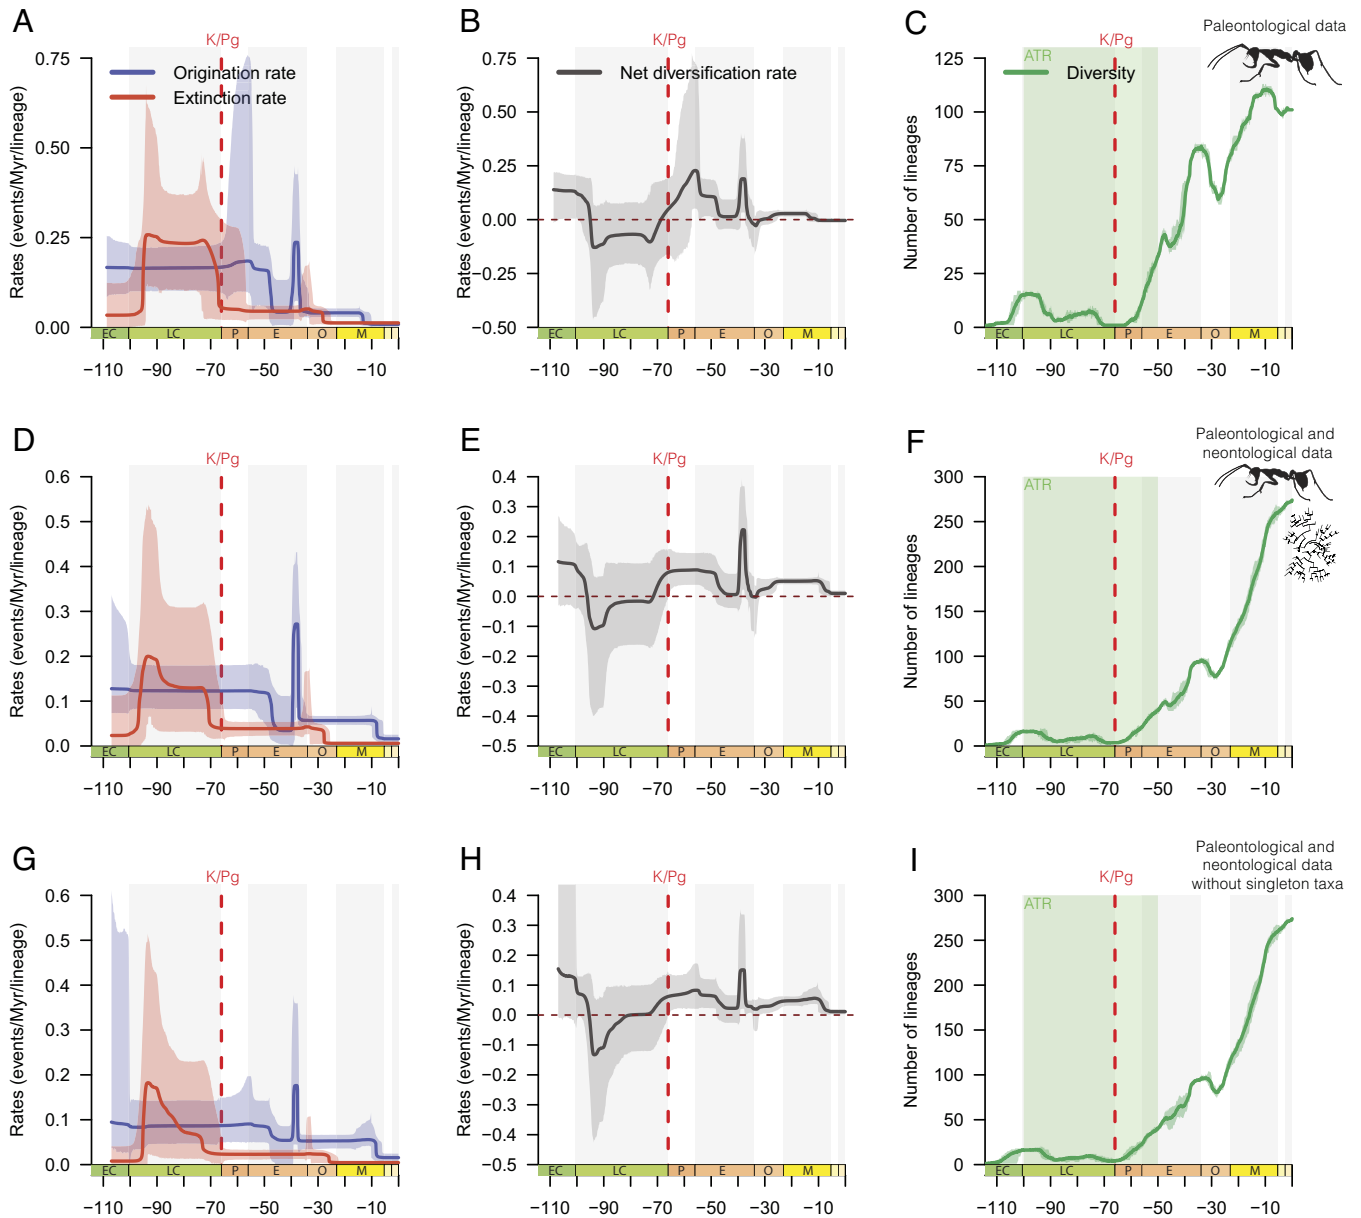 A
K/Pg
0.75
0.50
0.25
0.00
Rates (events/Myr/lineage)
Origination rate
Extinction rate
EC LC P E O M
−110 −90 −70 −50 −30 −10
B
K/Pg
0.75
0.50
0.25
0.00
−0.25
−0.50
Rates (events/Myr/lineage)
Net diversification rate
EC LC P E O M
−110 −90 −70 −50 −30 −10
C
Paleontological data
K/Pg
ATR
125
100
75
50
25
0
Number of lineages
Diversity
EC LC P E O M
−110 −90 −70 −50 −30 −10
D
K/Pg
0.6
0.5
0.4
0.3
0.2
0.1
0.0
Rates (events/Myr/lineage)
EC LC P E O M
−110 −90 −70 −50 −30 −10
E
K/Pg
0.4
0.3
0.2
0.1
0.0
−0.1
−0.2
−0.3
−0.4
−0.5
Rates (events/Myr/lineage)
EC LC P E O M
−110 −90 −70 −50 −30 −10
F
Paleontological and
neontological data
K/Pg
ATR
300
250
200
150
100
50
0
Number of lineages
EC LC P E O M
−110 −90 −70 −50 −30 −10
G
K/Pg
0.6
0.5
0.4
0.3
0.2
0.1
0.0
Rates (events/Myr/lineage)
EC LC P E O M
−110 −90 −70 −50 −30 −10
H
K/Pg
0.4
0.3
0.2
0.1
0.0
−0.1
−0.2
−0.3
−0.4
−0.5
Rates (events/Myr/lineage)
EC LC P E O M
−110 −90 −70 −50 −30 −10
I
Paleontological and
neontological data
without singleton taxa
K/Pg
ATR
300
250
200
150
100
50
0
Number of lineages
EC LC P E O M
−110 −90 −70 −50 −30 −10